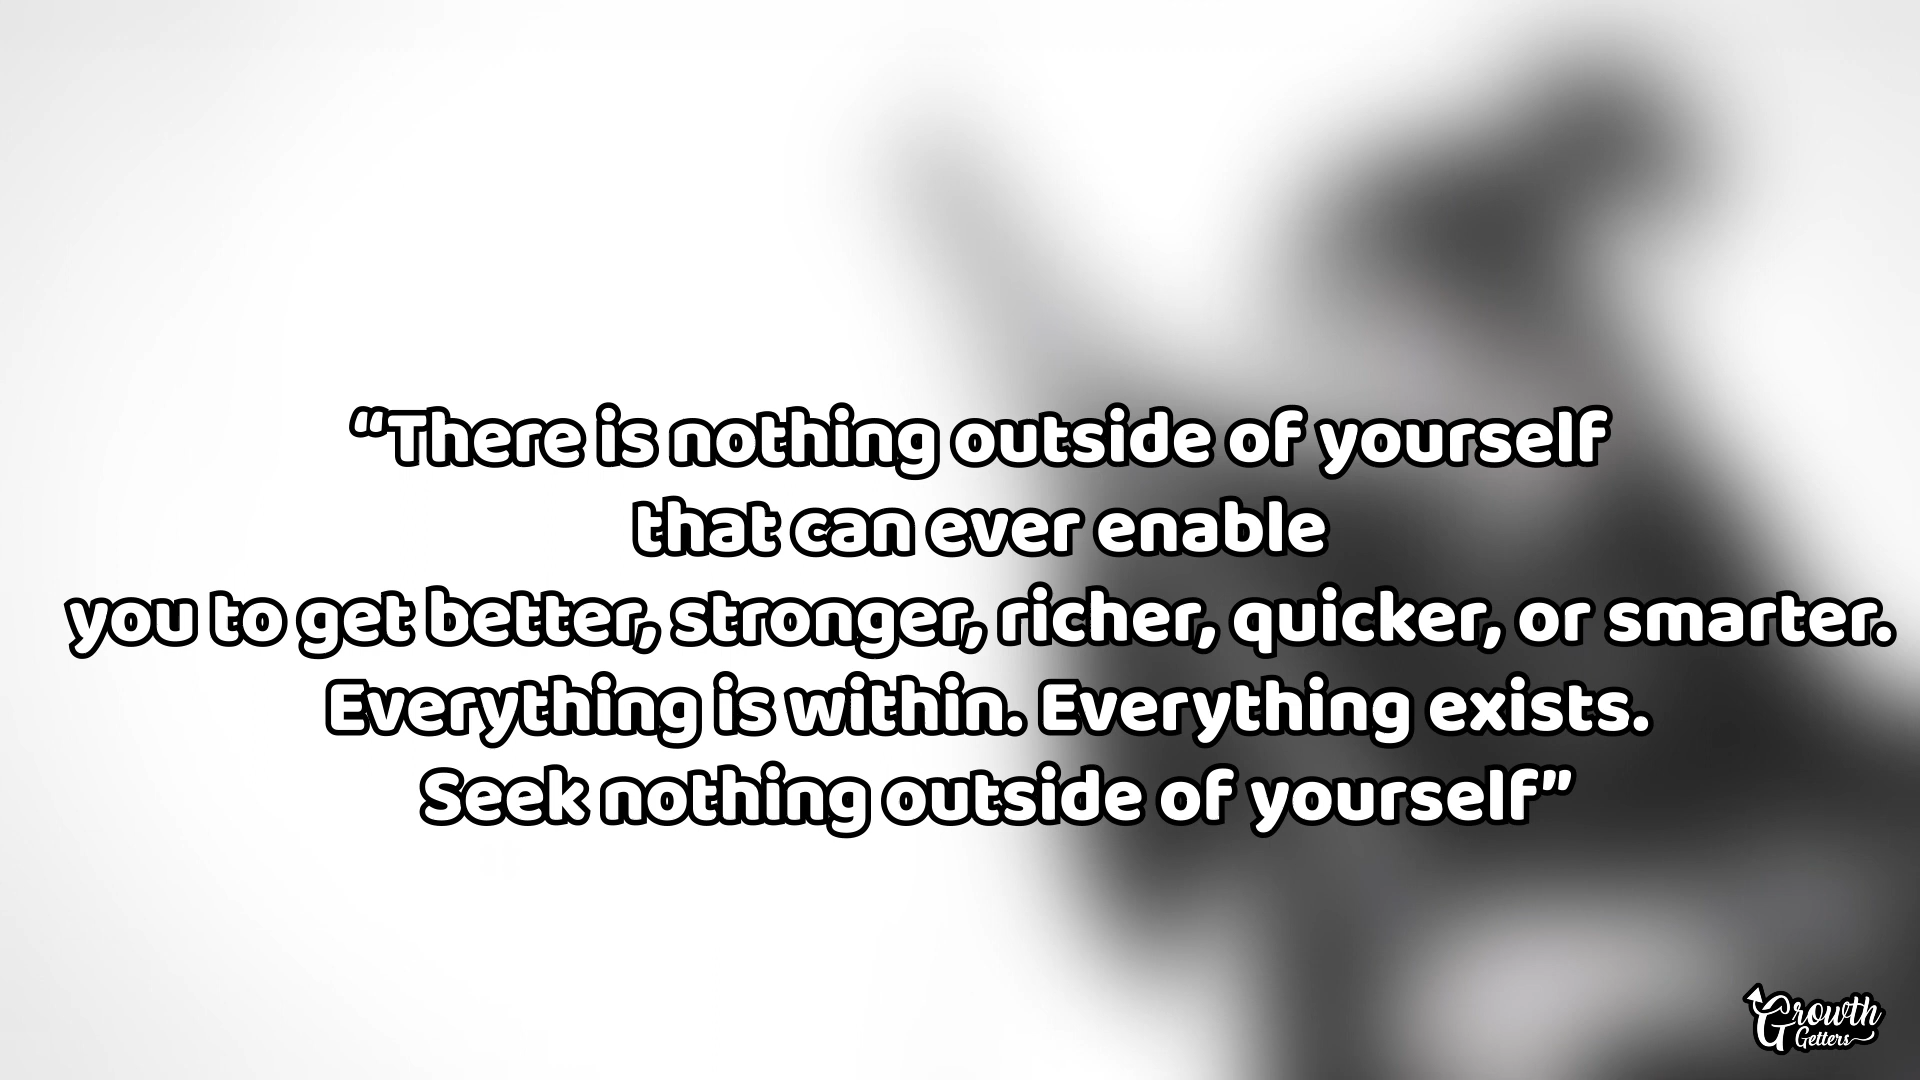 “There is nothing outside of yourself
that can ever enable
you to get better, stronger, richer, quicker, or smarter.
Everything is within. Everything exists.
Seek nothing outside of yourself”
Growth
Getters